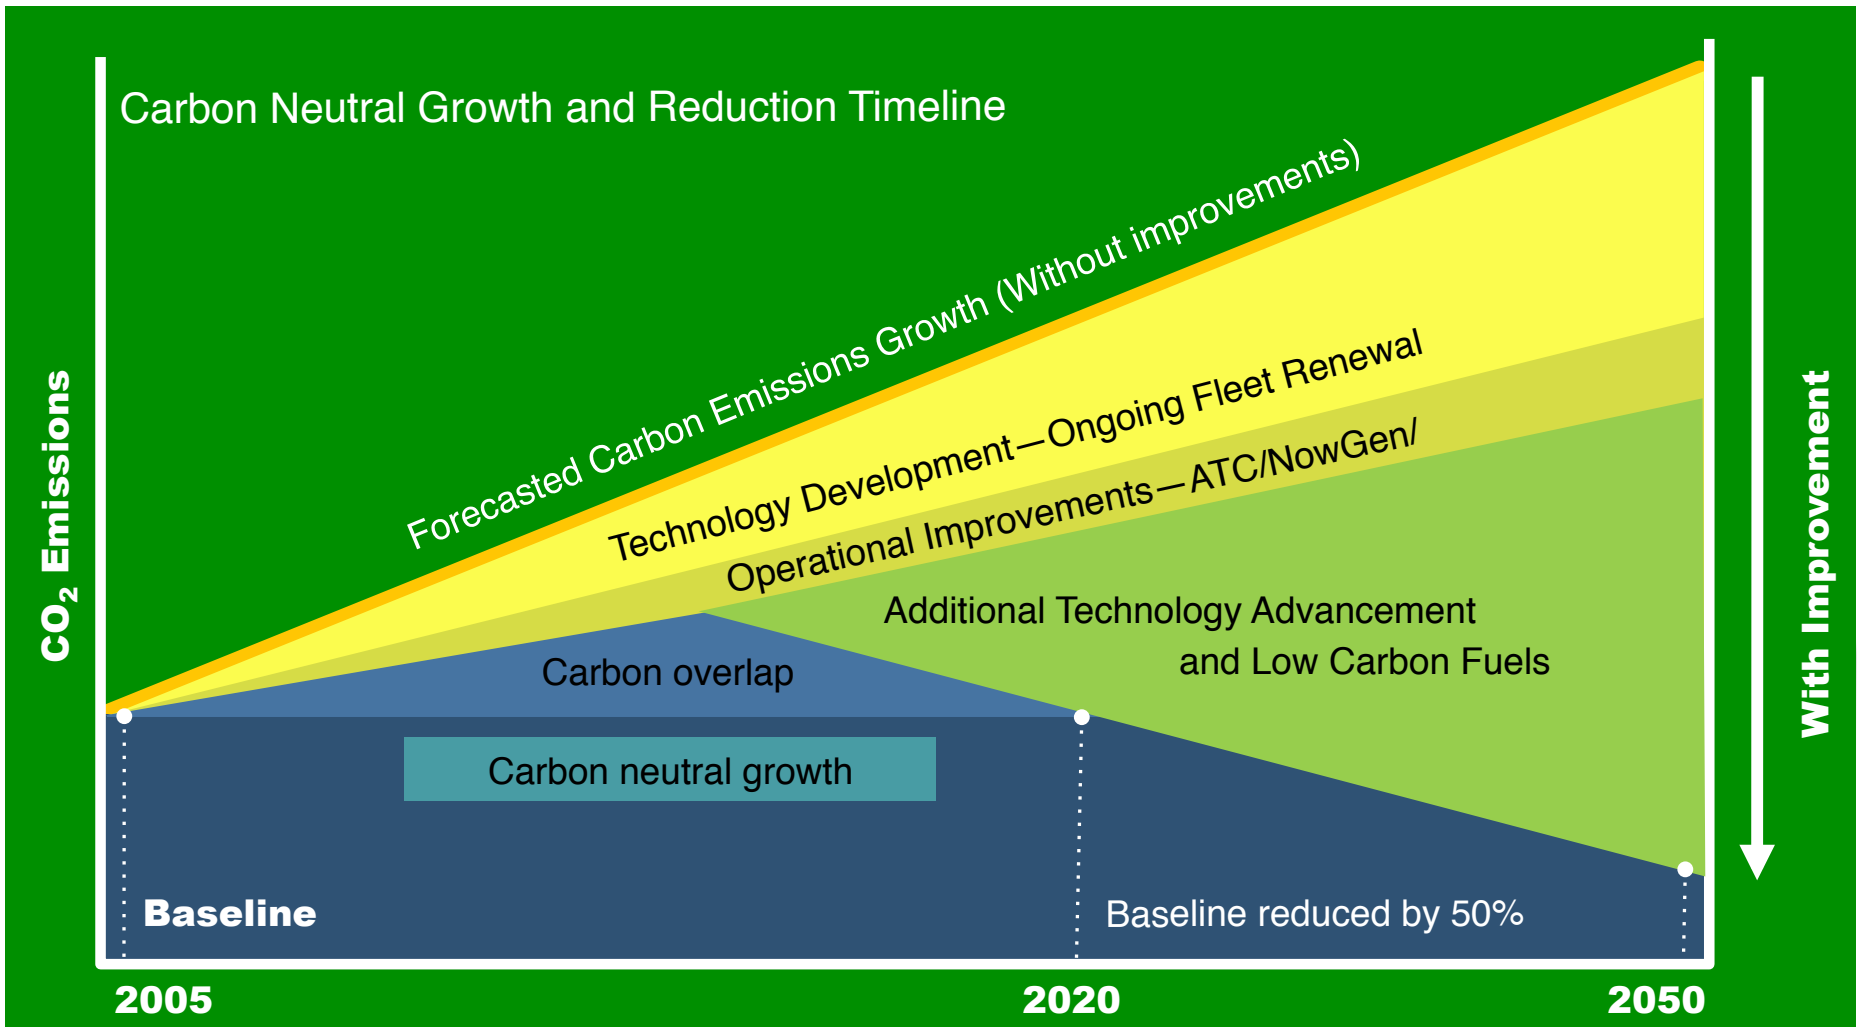 Carbon Neutral Growth and Reduction Timeline
Forecasted Carbon Emissions Growth (Without improvements)
Technology Development—Ongoing Fleet Renewal
Operational Improvements—ATC/NowGen/
Additional Technology Advancement
and Low Carbon Fuels
Carbon overlap
Carbon neutral growth
Baseline
Baseline reduced by 50%
CO₂ Emissions
With Improvement
2005
2020
2050